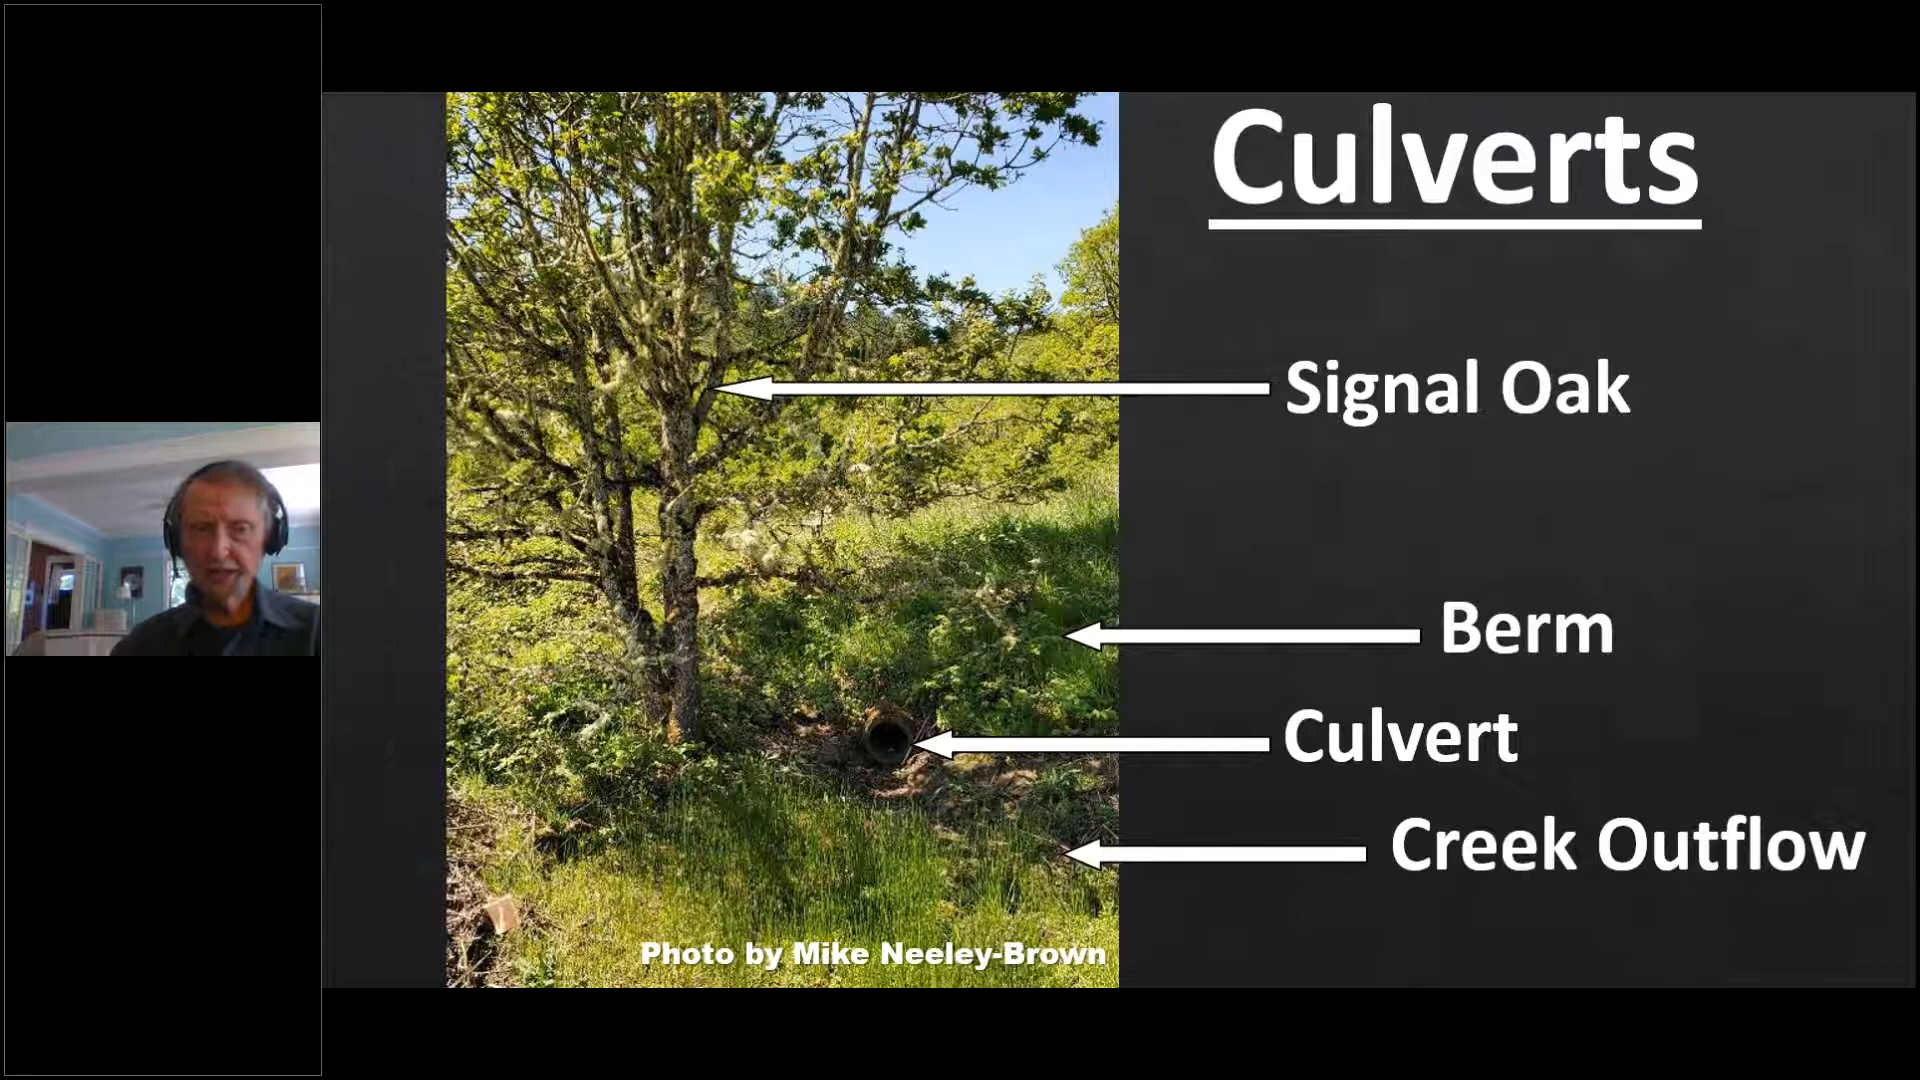 Culverts
Signal Oak
Berm
Culvert
Creek Outflow
Photo by Mike Neeley-Brown